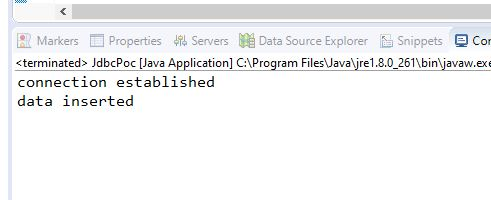 Markers Properties Servers Data Source Explorer Snippets Co
<terminated> JdbcPoc [Java Application] C:\Program Files\Java\jre1.8.0_261\bin\javaw.exe
connection established
data inserted